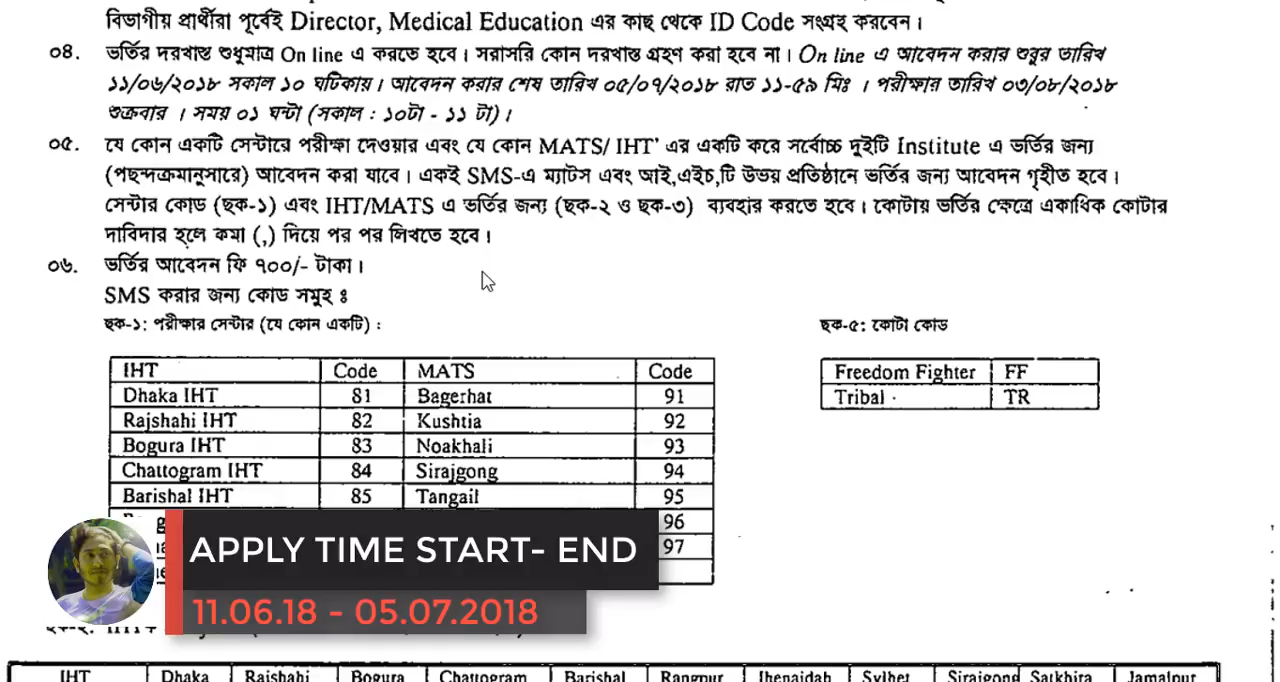 বিভাগীয় প্রার্থীরা পূর্বেই Director, Medical Education এর কাছ থেকে ID Code সংগ্রহ করবেন।
০৪. ভর্তির দরখাস্ত শুধুমাত্র On line এ করতে হবে। সরাসরি কোন দরখাস্ত গ্রহণ করা হবে না। On line এ আবেদন করার শুরুর তারিখ
১১/০৬/২০১৮ সকাল ১০ ঘটিকায়। আবেদন করার শেষ তারিখ ০৫/০৭/২০১৮ রাত ১১-৫৯ মিঃ । পরীক্ষার তারিখ ০৩/০৮/২০১৮
শুক্রবার । সময় ০১ ঘন্টা (সকাল : ১০টা - ১১ টা)।
০৫. যে কোন একটি সেন্টারে পরীক্ষা দেওয়ার এবং যে কোন MATS/ IHT' এর একটি করে সর্বোচ্চ দুইটি Institute এ ভর্তির জন্য
(পছন্দক্রমানুসারে) আবেদন করা যাবে। একই SMS-এ ম্যাটস এবং আই,এইচ,টি উভয় প্রতিষ্ঠানে ভর্তির জন্য আবেদন গৃহীত হবে।
সেন্টার কোড (ছক-১) এবং IHT/MATS এ ভর্তির জন্য (ছক-২ ও ছক-৩) ব্যবহার করতে হবে। কোটায় ভর্তির ক্ষেত্রে একাধিক কোটার
দাবিদার হলে কমা (,) দিয়ে পর পর লিখতে হবে।
০৬. ভর্তির আবেদন ফি ৭০০/- টাকা।
SMS করার জন্য কোড সমুহ ঃ
ছক-১: পরীক্ষার সেন্টার (যে কোন একটি) : ছক-৫: কোটা কোড
IHT Code MATS Code Freedom Fighter FF
Dhaka IHT 81 Bagerhat 91 Tribal TR
Rajshahi IHT 82 Kushtia 92
Bogura IHT 83 Noakhali 93
Chattogram IHT 84 Sirajgong 94
Barishal IHT 85 Tangail 95
96
97
APPLY TIME START- END
11.06.18 - 05.07.2018
IHT Dhaka Rajshahi Bogura Chattogram Barishal Rangpur Jhenaidah Sylhet Sirajgong Satkhira Jamalpur